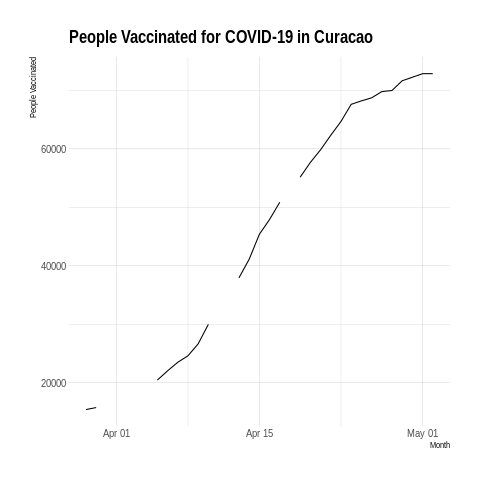 People Vaccinated for COVID-19 in Curacao
People Vaccinated
60000
40000
20000
Apr 01
Apr 15
May 01
Month